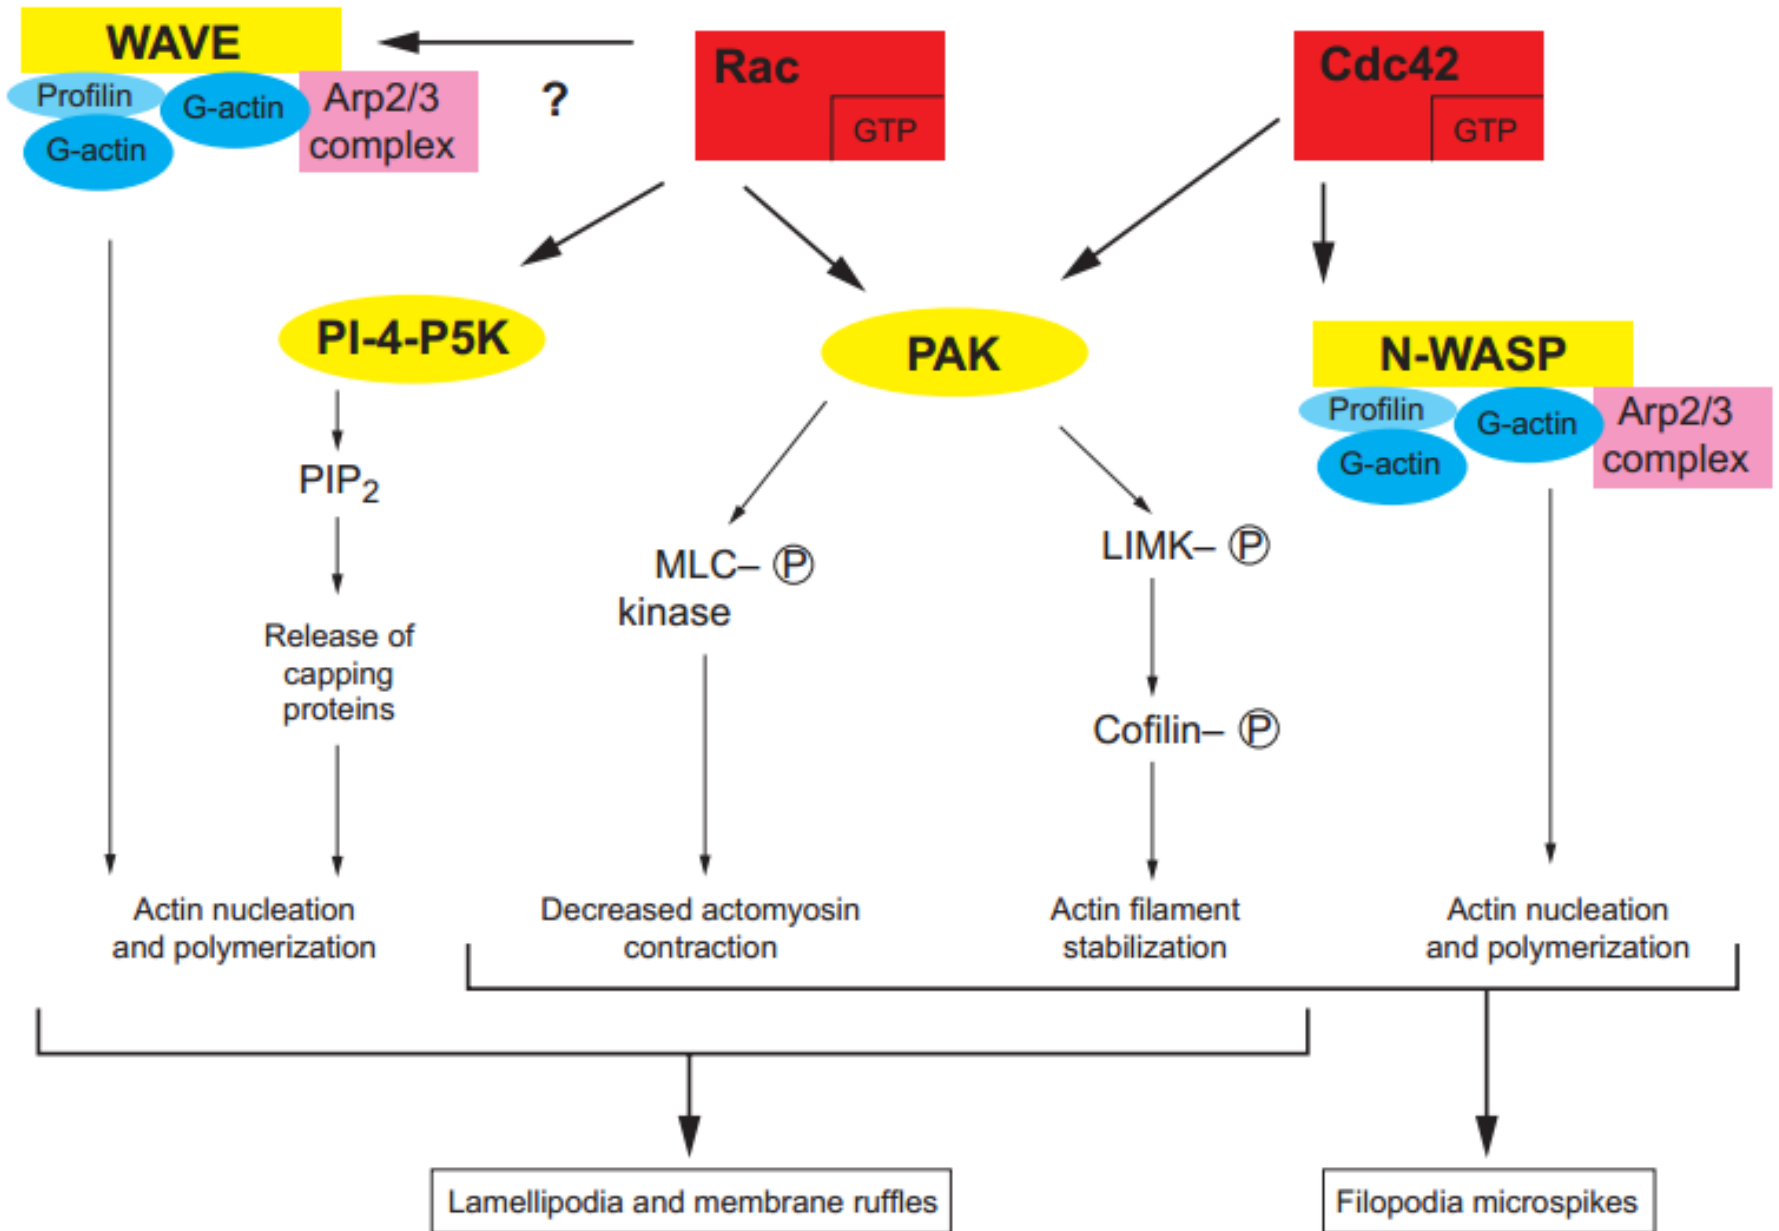 WAVE
Profilin
G-actin
G-actin
Arp2/3
complex
?
Rac
GTP
Cdc42
GTP
PI-4-P5K
PAK
N-WASP
Profilin
G-actin
G-actin
Arp2/3
complex
PIP₂
MLC– Ⓟ
kinase
LIMK– Ⓟ
Release of
capping
proteins
Cofilin– Ⓟ
Actin nucleation
and polymerization
Decreased actomyosin
contraction
Actin filament
stabilization
Actin nucleation
and polymerization
Lamellipodia and membrane ruffles
Filopodia microspikes